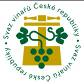 Svaz vinařů České republiky • Svaz vinařů České republiky •